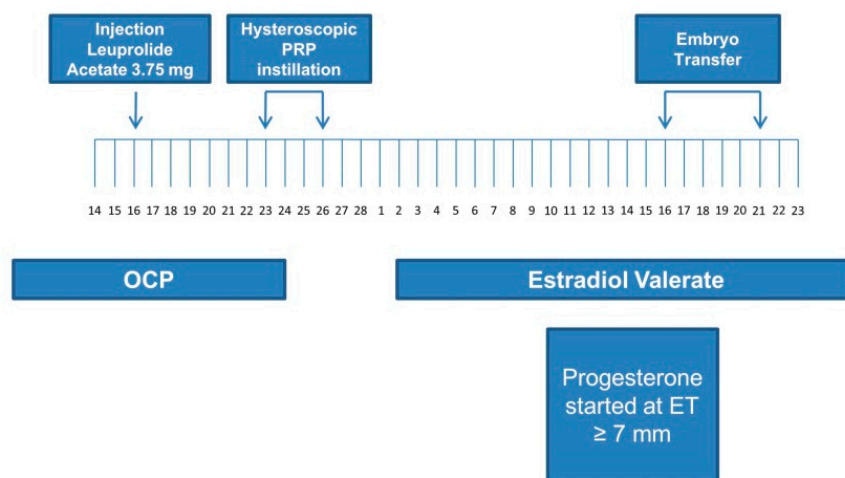 Injection
Leuprolide
Acetate 3.75 mg
Hysteroscopic
PRP
instillation
Embryo
Transfer
14 15 16 17 18 19 20 21 22 23 24 25 26 27 28 1 2 3 4 5 6 7 8 9 10 11 12 13 14 15 16 17 18 19 20 21 22 23
OCP
Estradiol Valerate
Progesterone
started at ET
≥ 7 mm